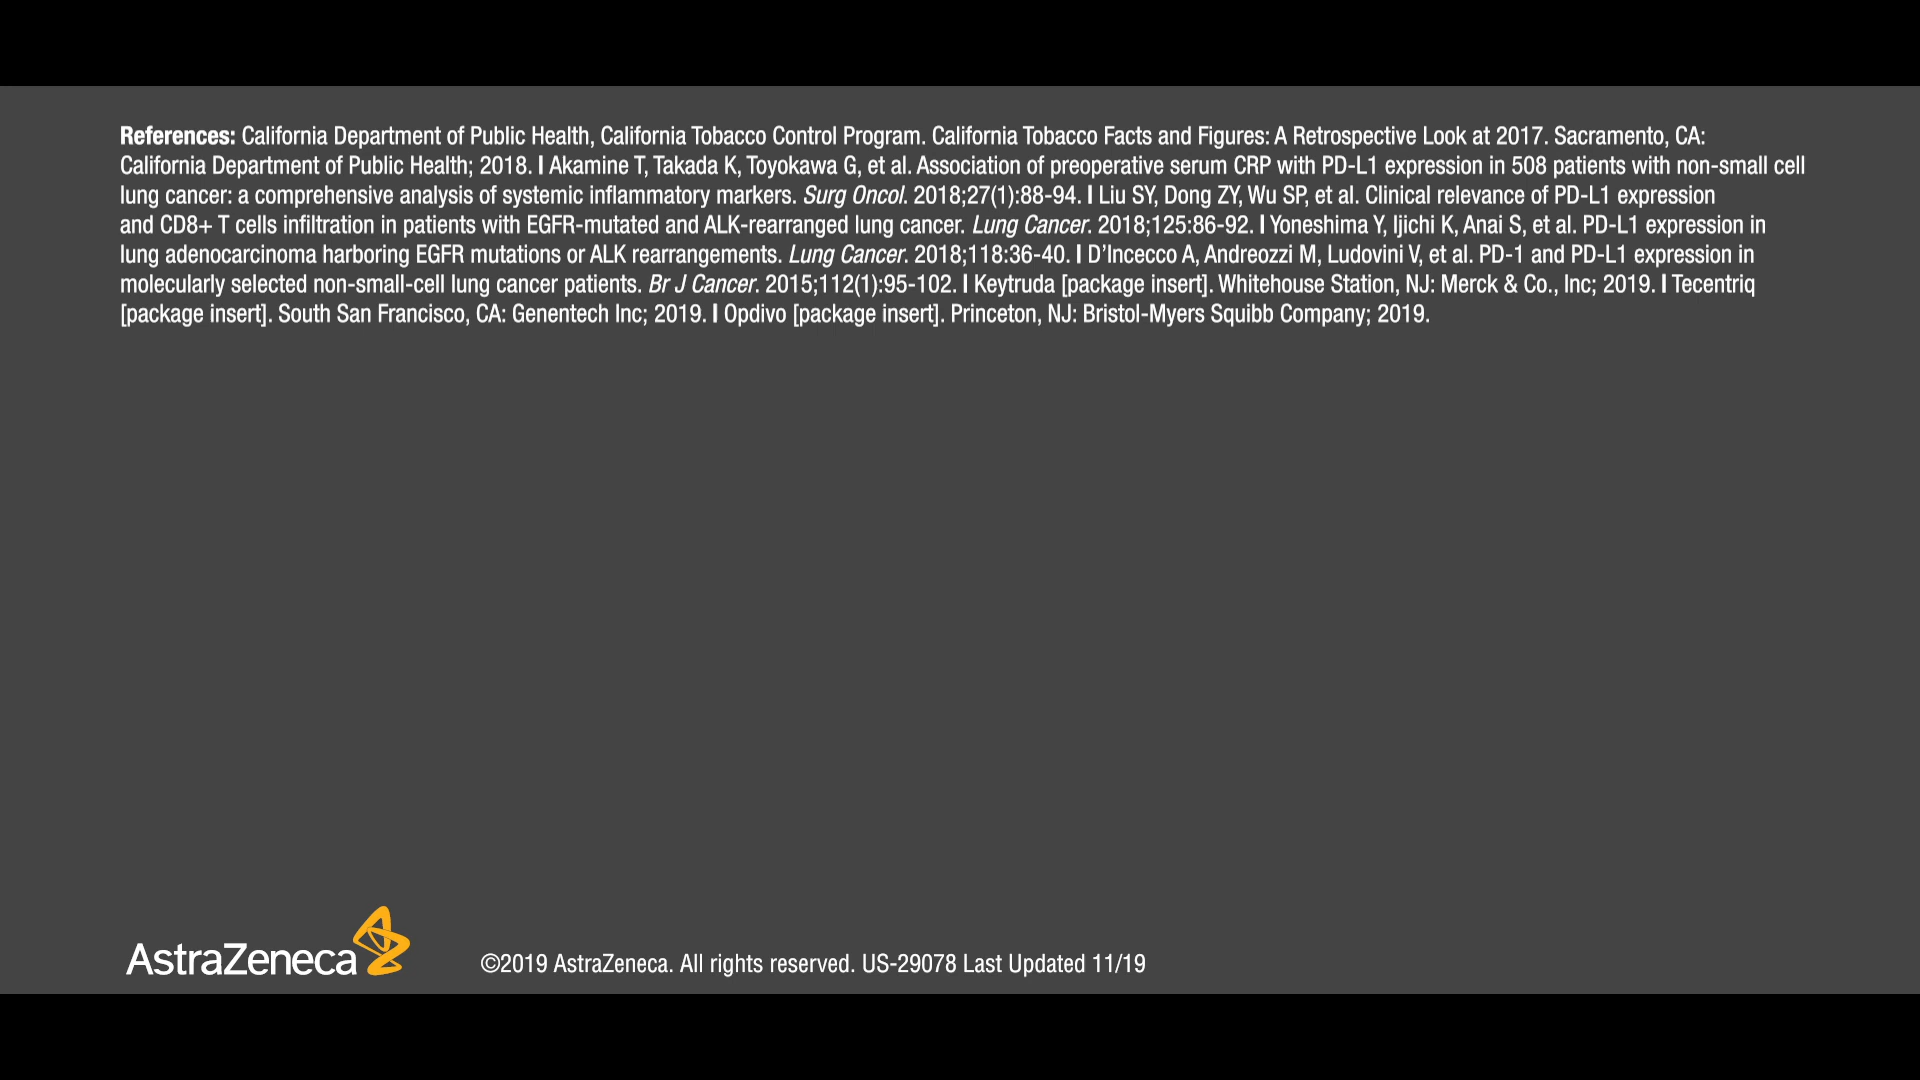 References: California Department of Public Health, California Tobacco Control Program. California Tobacco Facts and Figures: A Retrospective Look at 2017. Sacramento, CA:
California Department of Public Health; 2018. | Akamine T, Takada K, Toyokawa G, et al. Association of preoperative serum CRP with PD-L1 expression in 508 patients with non-small cell
lung cancer: a comprehensive analysis of systemic inflammatory markers. Surg Oncol. 2018;27(1):88-94. | Liu SY, Dong ZY, Wu SP, et al. Clinical relevance of PD-L1 expression
and CD8+ T cells infiltration in patients with EGFR-mutated and ALK-rearranged lung cancer. Lung Cancer. 2018;125:86-92. | Yoneshima Y, Ijichi K, Anai S, et al. PD-L1 expression in
lung adenocarcinoma harboring EGFR mutations or ALK rearrangements. Lung Cancer. 2018;118:36-40. | D’Incecco A, Andreozzi M, Ludovini V, et al. PD-1 and PD-L1 expression in
molecularly selected non-small-cell lung cancer patients. Br J Cancer. 2015;112(1):95-102. | Keytruda [package insert]. Whitehouse Station, NJ: Merck & Co., Inc; 2019. | Tecentriq
[package insert]. South San Francisco, CA: Genentech Inc; 2019. | Opdivo [package insert]. Princeton, NJ: Bristol-Myers Squibb Company; 2019.
AstraZeneca
©2019 AstraZeneca. All rights reserved. US-29078 Last Updated 11/19